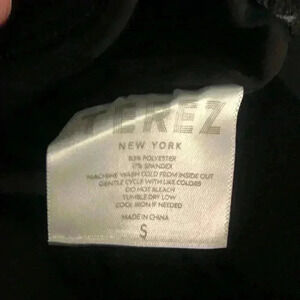 TEREZ
NEW YORK
83% POLYESTER
17% SPANDEX
MACHINE WASH COLD FROM INSIDE OUT
GENTLE CYCLE WITH LIKE COLORS
DO NOT BLEACH
TUMBLE DRY LOW
COOL IRON IF NEEDED
MADE IN CHINA
S